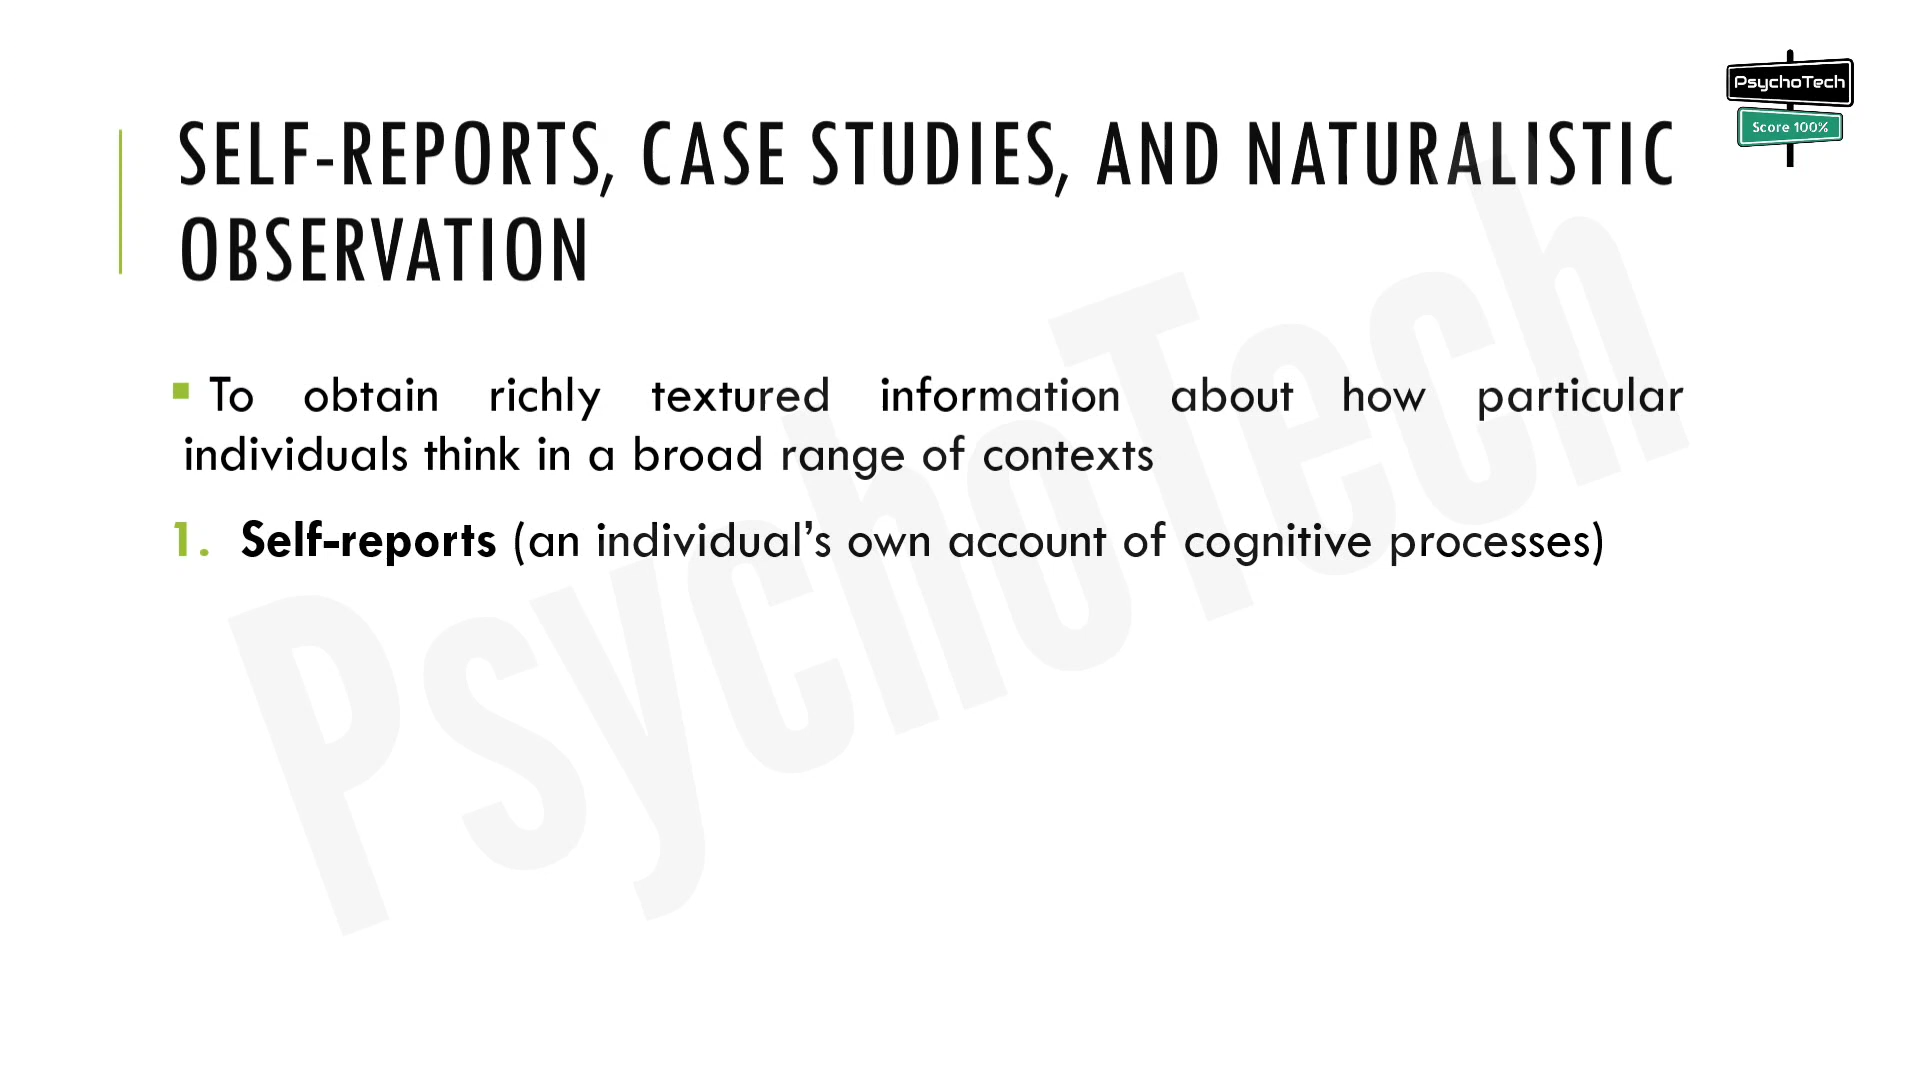 PsychoTech
Score 100%
SELF-REPORTS, CASE STUDIES, AND NATURALISTIC
OBSERVATION
▪ To obtain richly textured information about how particular
individuals think in a broad range of contexts
1. Self-reports (an individual’s own account of cognitive processes)
PsychoTech